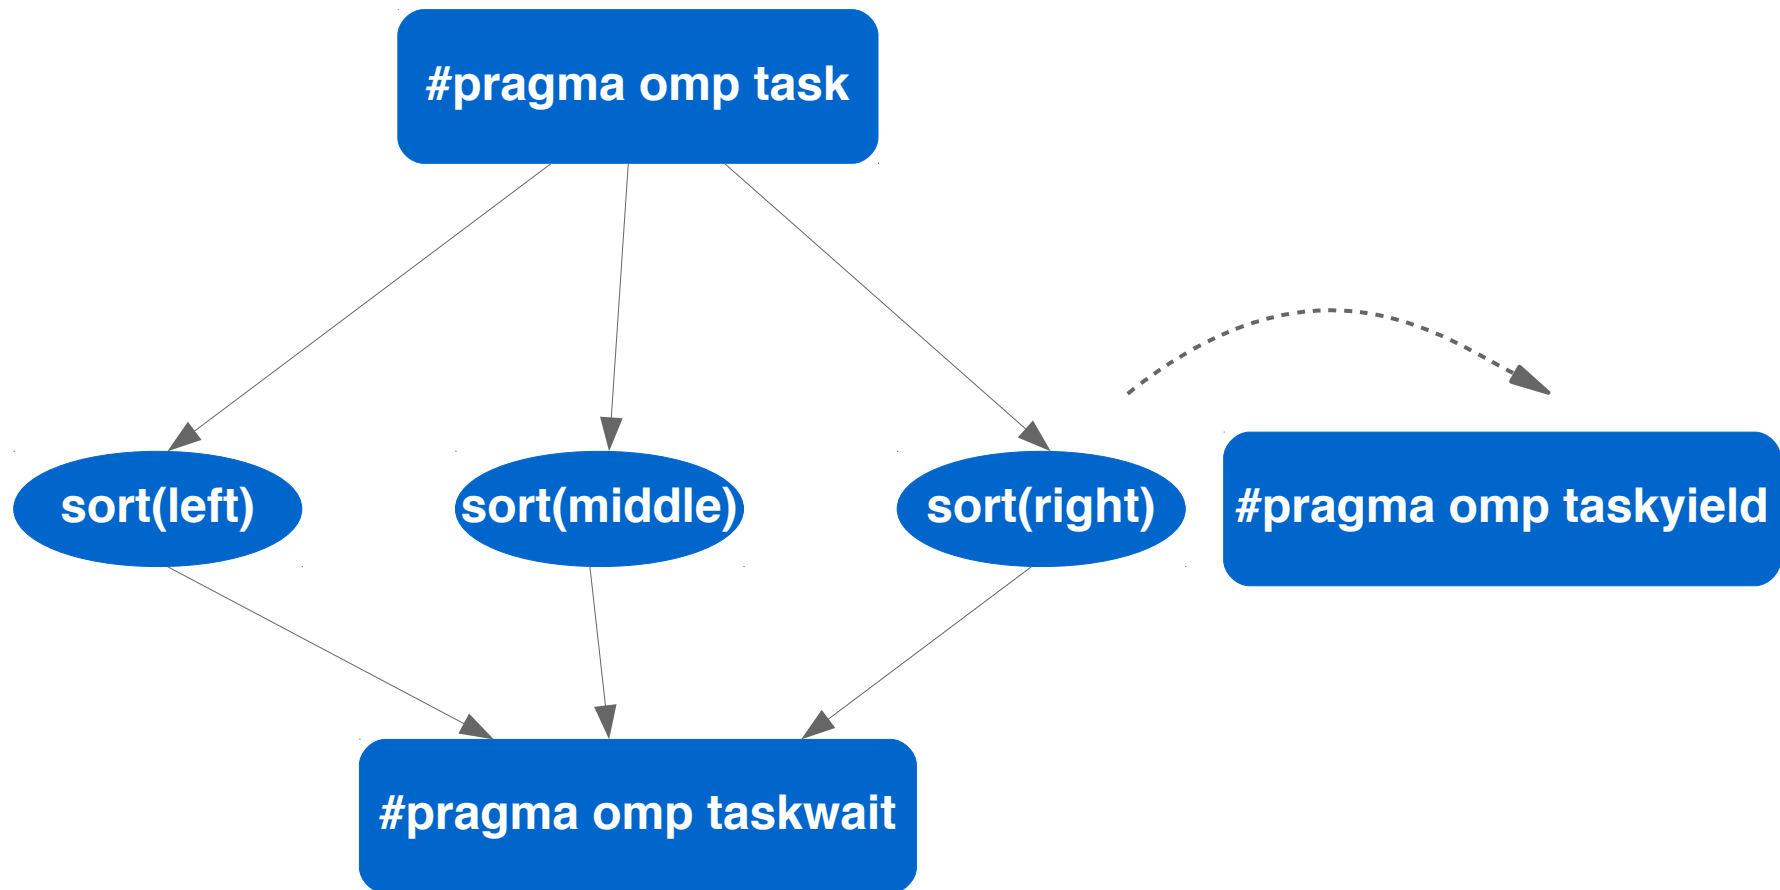 #pragma omp task
sort(left)
sort(middle)
sort(right)
#pragma omp taskyield
#pragma omp taskwait